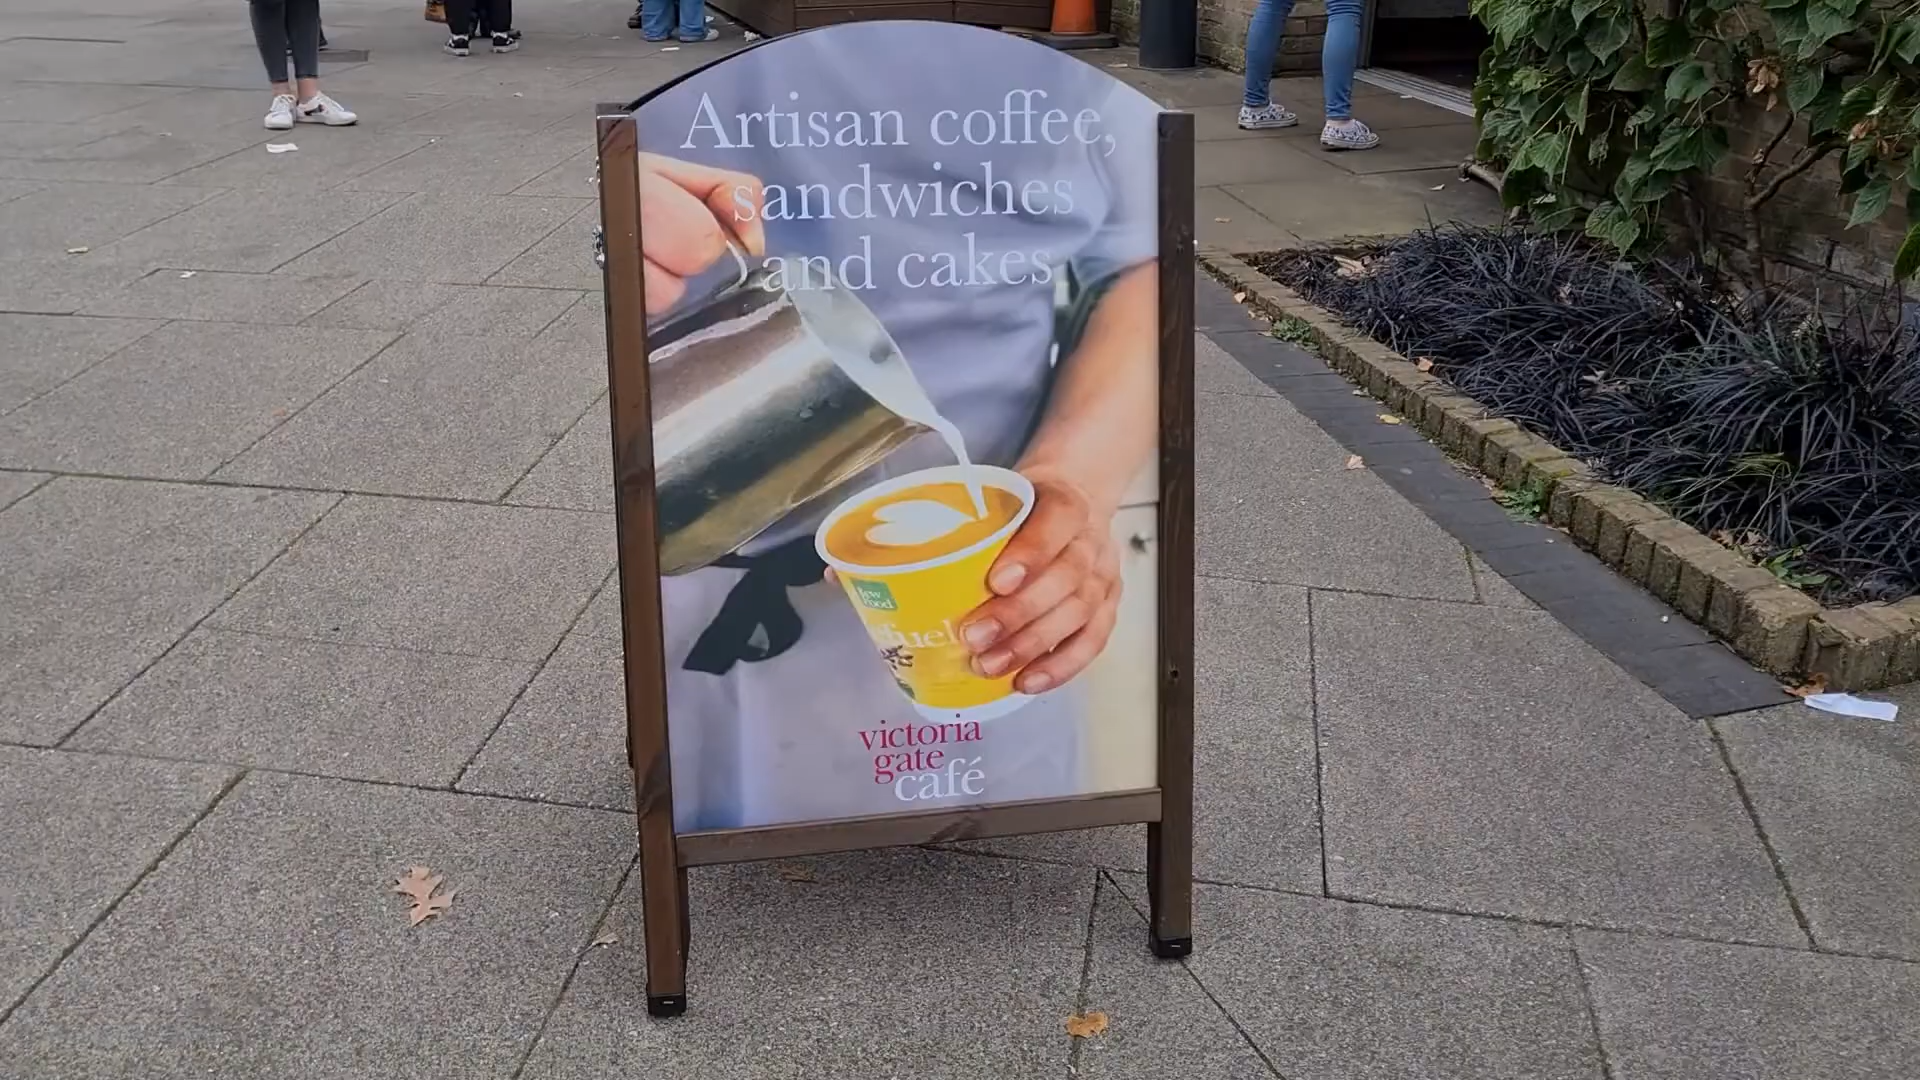 Artisan coffee,
sandwiches
and cakes
victoria
gate
café